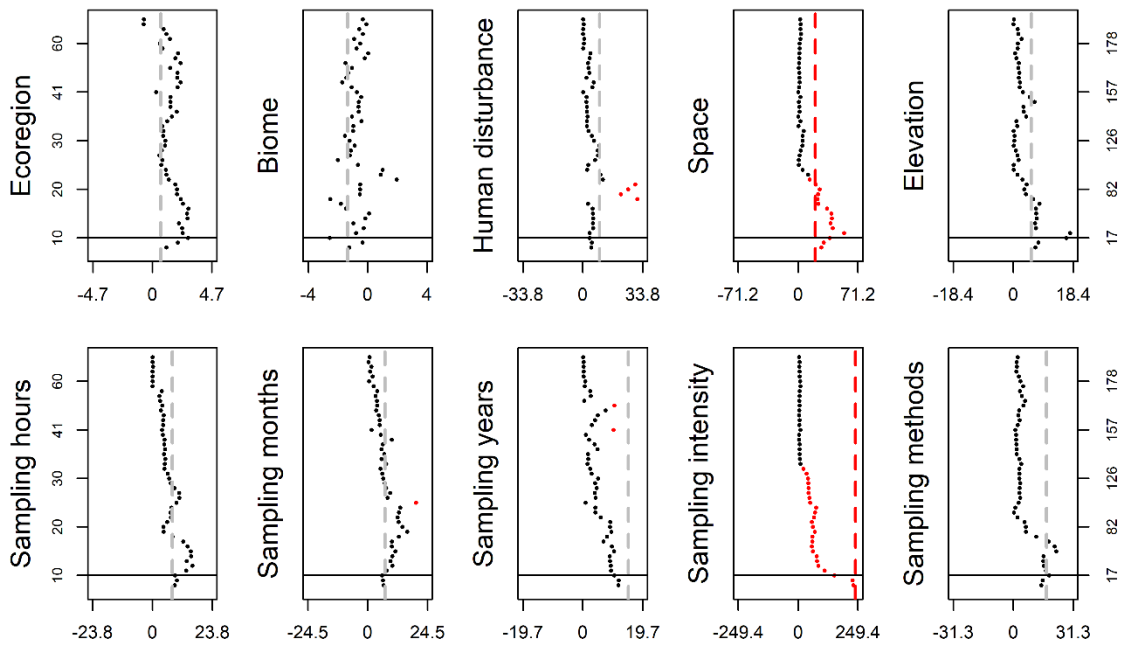 Ecoregion
10 20 30 41 60
-4.7 0 4.7
Biome
-4 0 4
Human disturbance
-33.8 0 33.8
Space
-71.2 0 71.2
Elevation
17 82 126 157 178
-18.4 0 18.4
Sampling hours
10 20 30 41 60
-23.8 0 23.8
Sampling months
-24.5 0 24.5
Sampling years
-19.7 0 19.7
Sampling intensity
-249.4 0 249.4
Sampling methods
17 82 126 157 178
-31.3 0 31.3